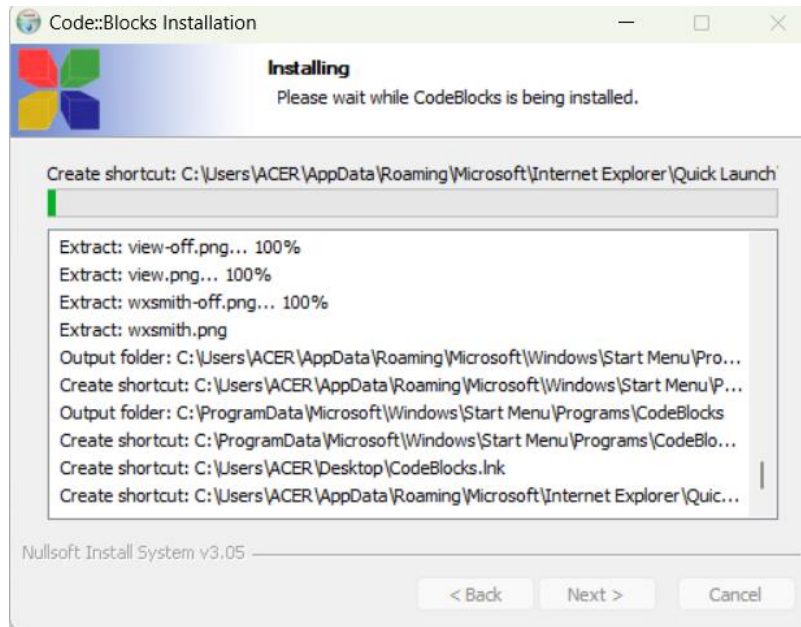 Code::Blocks Installation
Installing
Please wait while CodeBlocks is being installed.
Create shortcut: C:\Users\ACER\AppData\Roaming\Microsoft\Internet Explorer\Quick Launch\
Extract: view-off.png... 100%
Extract: view.png... 100%
Extract: wxsmith-off.png... 100%
Extract: wxsmith.png
Output folder: C:\Users\ACER\AppData\Roaming\Microsoft\Windows\Start Menu\Pro...
Create shortcut: C:\Users\ACER\AppData\Roaming\Microsoft\Windows\Start Menu\P...
Output folder: C:\ProgramData\Microsoft\Windows\Start Menu\Programs\CodeBlocks
Create shortcut: C:\ProgramData\Microsoft\Windows\Start Menu\Programs\CodeBlo...
Create shortcut: C:\Users\ACER\Desktop\CodeBlocks.lnk
Create shortcut: C:\Users\ACER\AppData\Roaming\Microsoft\Internet Explorer\Quic...
Nullsoft Install System v3.05
< Back Next > Cancel